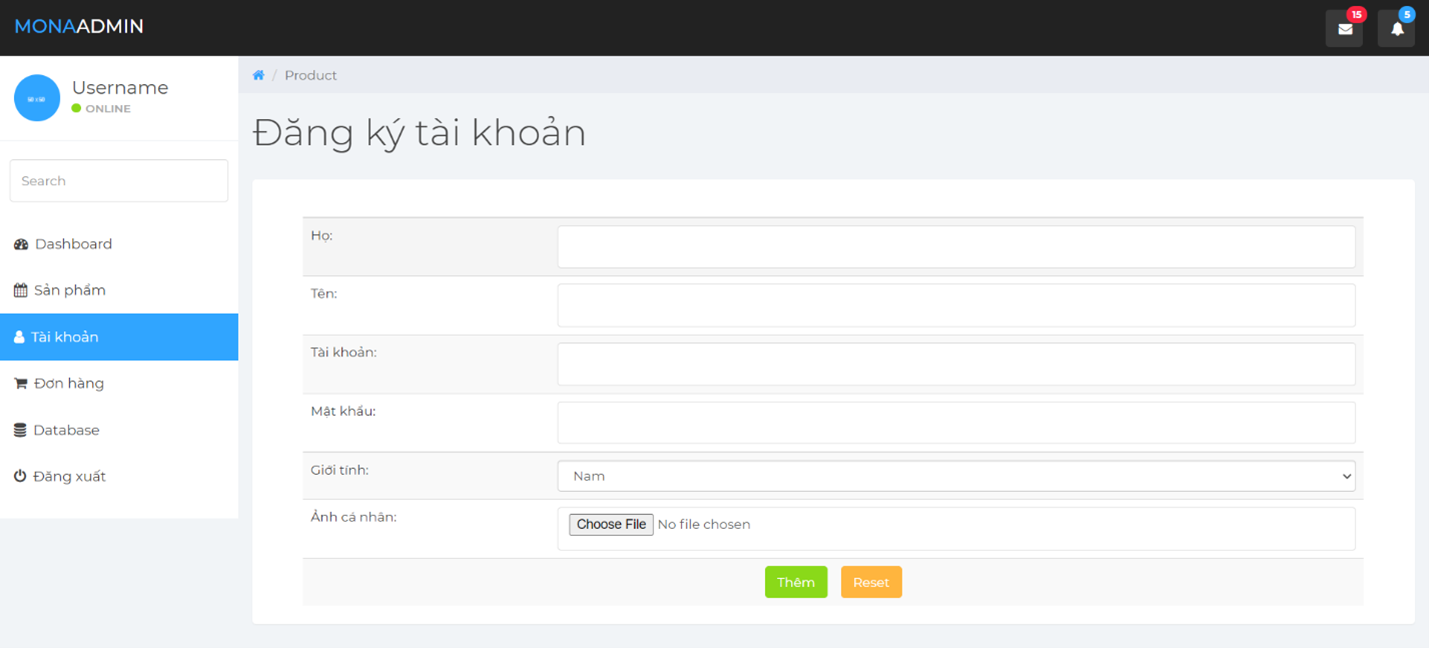 MONAADMIN
15
5
Username
ONLINE
Search
Dashboard
Sản phẩm
Tài khoản
Đơn hàng
Database
Đăng xuất
/ Product
Đăng ký tài khoản
Họ:
Tên:
Tài khoản:
Mật khẩu:
Giới tính:
Nam
Ảnh cá nhân:
Choose File No file chosen
Thêm
Reset